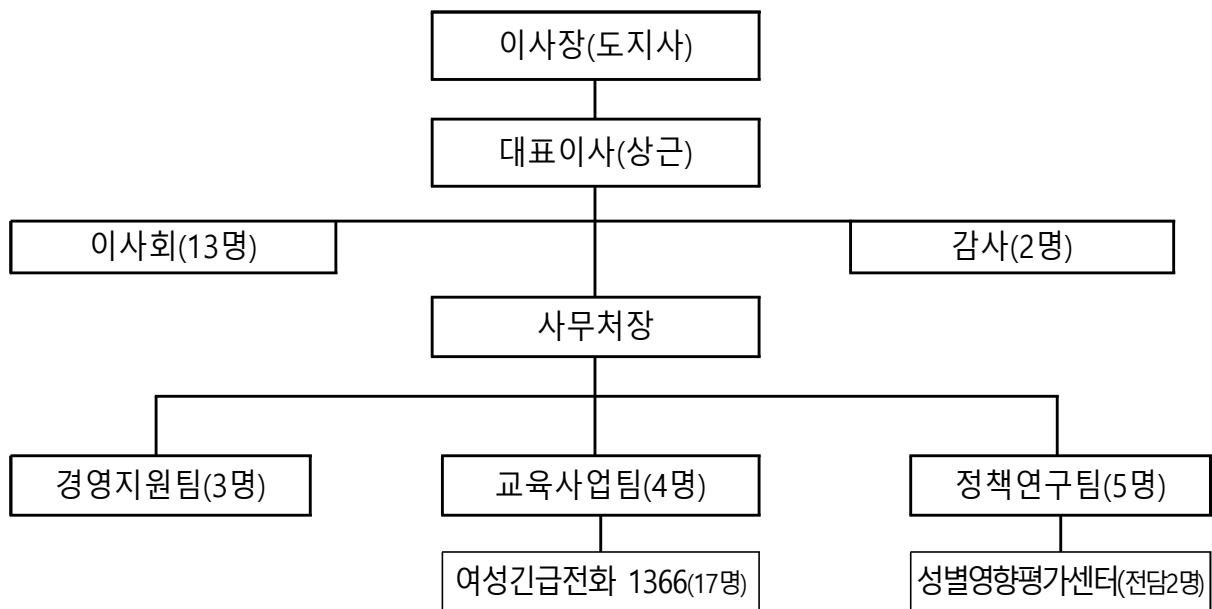 이사장(도지사)
대표이사(상근)
이사회(13명)
감사(2명)
사무처장
경영지원팀(3명)
교육사업팀(4명)
정책연구팀(5명)
여성긴급전화 1366(17명)
성별영향평가센터(전담2명)